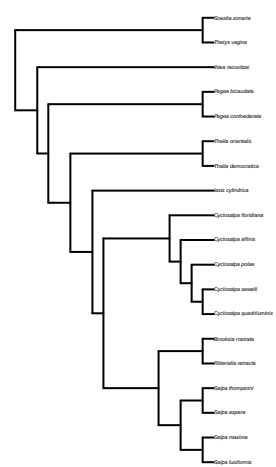 Soestia zonaria
Thetys vagina
Ihlea racovitzai
Pegea bicaudata
Pegea confoederata
Thalia orientalis
Thalia democratica
Iasis cylindrica
Cyclosalpa floridiana
Cyclosalpa affinis
Cyclosalpa polae
Cyclosalpa sewelli
Cyclosalpa quadriluminis
Brooksia rostrata
Ritteriella retracta
Salpa thompsoni
Salpa aspera
Salpa maxima
Salpa fusiformis